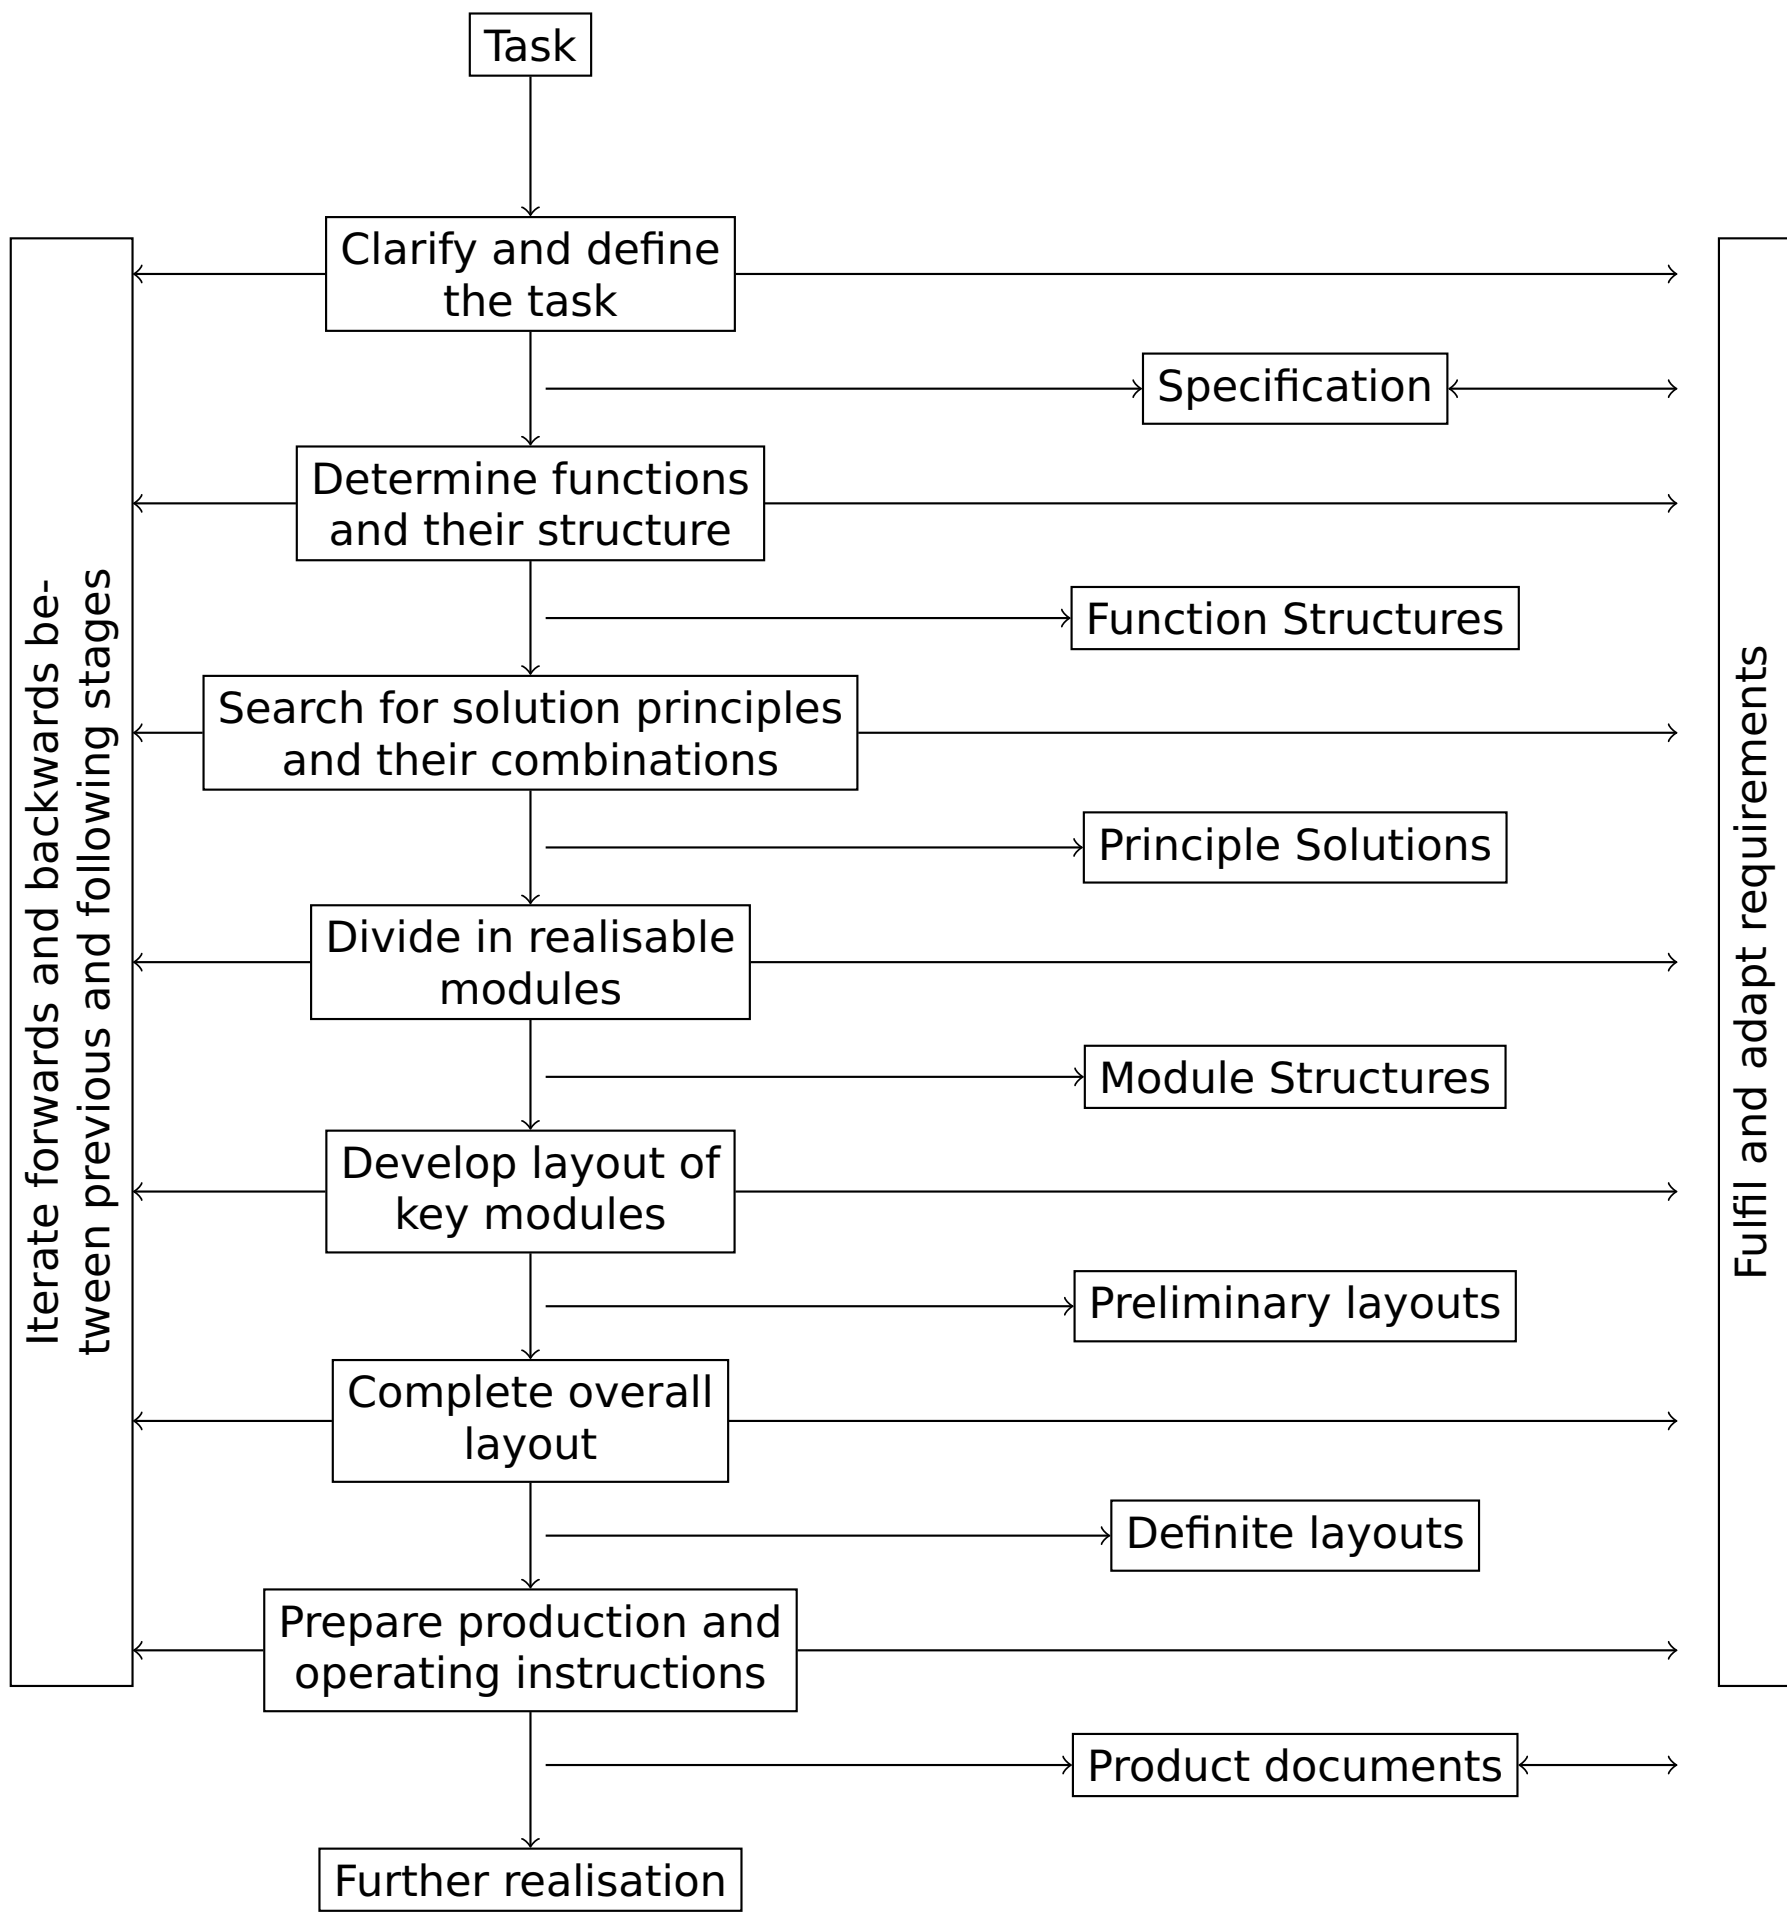 Task
Clarify and define
the task
Specification
Determine functions
and their structure
Function Structures
Search for solution principles
and their combinations
Principle Solutions
Divide in realisable
modules
Module Structures
Develop layout of
key modules
Preliminary layouts
Complete overall
layout
Definite layouts
Prepare production and
operating instructions
Product documents
Further realisation
Iterate forwards and backwards be-
tween previous and following stages
Fulfil and adapt requirements